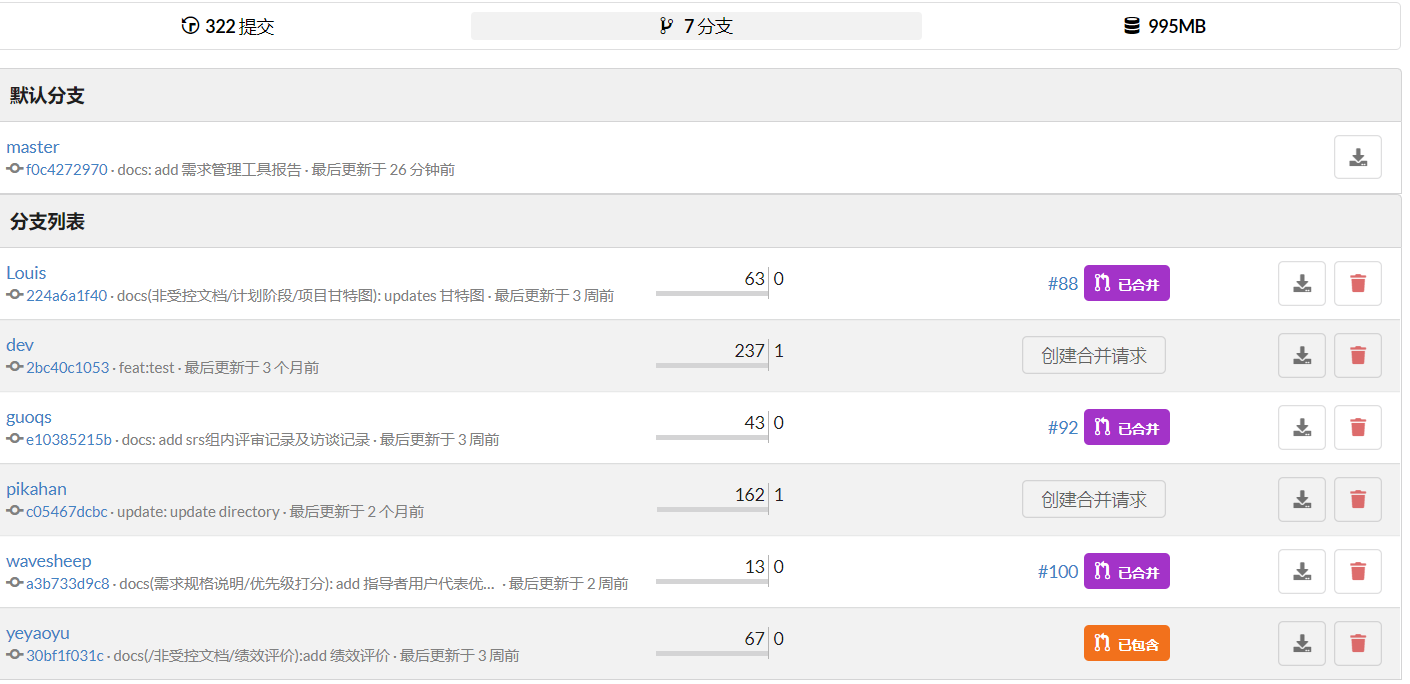 322 提交
7 分支
995MB
默认分支
master
f0c4272970 · docs: add 需求管理工具报告 · 最后更新于 26 分钟前
分支列表
Louis
224a6a1f40 · docs(非受控文档/计划阶段/项目甘特图): updates 甘特图 · 最后更新于 3 周前
63 0
#88 已合并
dev
2bc40c1053 · feat:test · 最后更新于 3 个月前
237 1
创建合并请求
guoqs
e10385215b · docs: add srs组内评审记录及访谈记录 · 最后更新于 3 周前
43 0
#92 已合并
pikahan
c05467dcbc · update: update directory · 最后更新于 2 个月前
162 1
创建合并请求
wavesheep
a3b733d9c8 · docs(需求规格说明/优先级打分): add 指导者用户代表优... · 最后更新于 2 周前
13 0
#100 已合并
yeyaoyu
30bf1f031c · docs(/非受控文档/绩效评价):add 绩效评价 · 最后更新于 3 周前
67 0
已包含